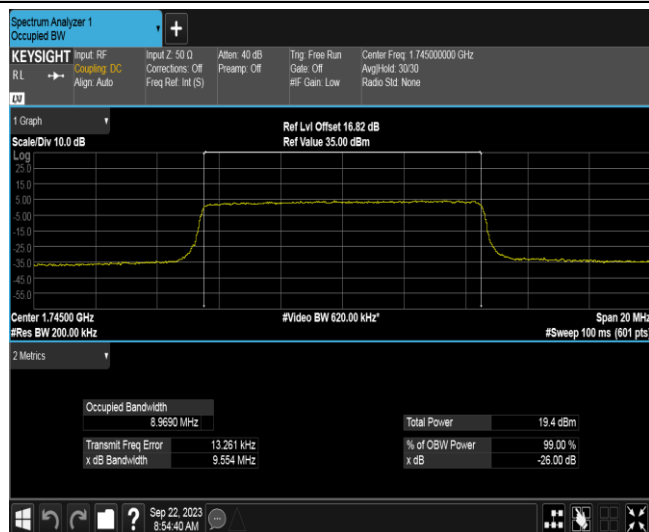 Spectrum Analyzer 1
Occupied BW
+
KEYSIGHT
RL
LXI
Input: RF
Coupling: DC
Align: Auto
Input Z: 50 Ω
Corrections: Off
Freq Ref: Int (S)
Atten: 40 dB
Preamp: Off
Trig: Free Run
Gate: Off
#IF Gain: Low
Center Freq: 1.745000000 GHz
Avg|Hold: 30/30
Radio Std: None
1 Graph
Scale/Div 10.0 dB
Ref Lvl Offset 16.82 dB
Ref Value 35.00 dBm
Log
25.0
15.0
5.00
-5.00
-15.0
-25.0
-35.0
-45.0
-55.0
Center 1.74500 GHz
#Video BW 620.00 kHz*
Span 20 MHz
#Res BW 200.00 kHz
#Sweep 100 ms (601 pts)
2 Metrics
Occupied Bandwidth
8.9690 MHz
Total Power 19.4 dBm
Transmit Freq Error 13.261 kHz
% of OBW Power 99.00 %
x dB Bandwidth 9.554 MHz
x dB -26.00 dB
?
Sep 22, 2023
8:54:40 AM